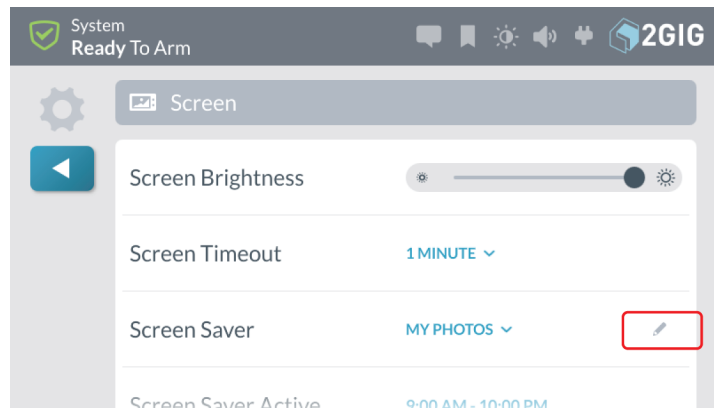 System
Ready To Arm
2GIG
Screen
Screen Brightness
Screen Timeout
1 MINUTE
Screen Saver
MY PHOTOS
Screen Saver Active
9:00 AM - 10:00 PM